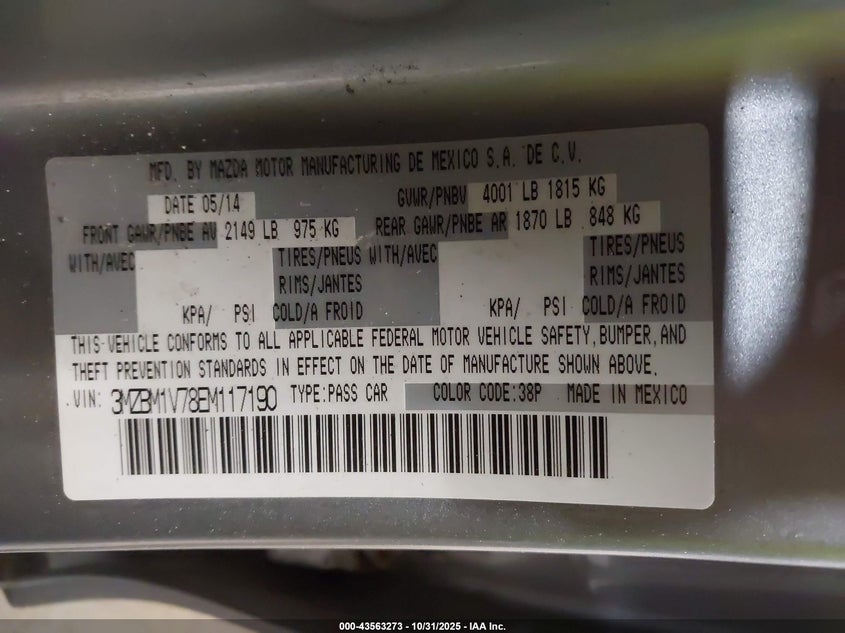 MFD. BY MAZDA MOTOR MANUFACTURING DE MEXICO S.A. DE C.V.
DATE 05/14 GVWR/PNBV 4001 LB 1815 KG
FRONT GAWR/PNBE AV 2149 LB 975 KG REAR GAWR/PNBE AR 1870 LB 848 KG
WITH/AVEC TIRES/PNEUS WITH/AVEC TIRES/PNEUS
RIMS/JANTES RIMS/JANTES
KPA/ PSI COLD/A FROID KPA/ PSI COLD/A FROID
THIS VEHICLE CONFORMS TO ALL APPLICABLE FEDERAL MOTOR VEHICLE SAFETY, BUMPER, AND
THEFT PREVENTION STANDARDS IN EFFECT ON THE DATE OF MANUFACTURE SHOWN ABOVE.
VIN: 3MZBM1V78EM117190 TYPE:PASS CAR COLOR CODE:38P MADE IN MEXICO
000-43563273 - 10/31/2025 - IAA Inc.